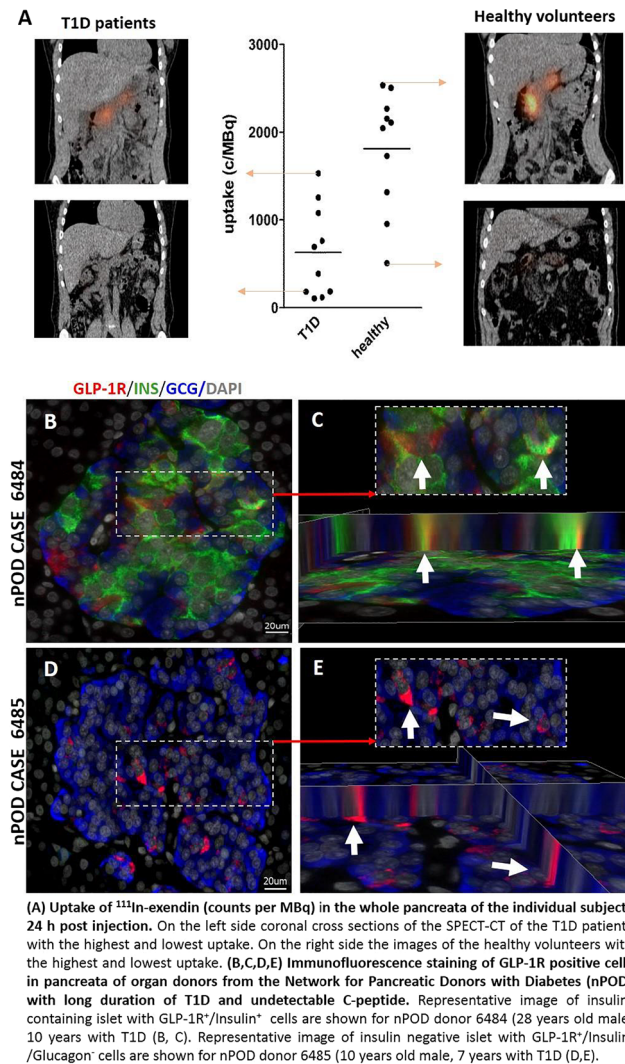 A
T1D patients
Healthy volunteers
3000
2000
1000
0
uptake (c/MBq)
T1D
healthy
GLP-1R/INS/GCG/DAPI
nPOD CASE 6484
B
20um
C
nPOD CASE 6485
D
20um
E
(A) Uptake of ¹¹¹In-exendin (counts per MBq) in the whole pancreata of the individual subject
24 h post injection. On the left side coronal cross sections of the SPECT-CT of the T1D patient
with the highest and lowest uptake. On the right side the images of the healthy volunteers wit
the highest and lowest uptake. (B,C,D,E) Immunofluorescence staining of GLP-1R positive cell
in pancreata of organ donors from the Network for Pancreatic Donors with Diabetes (nPOD
with long duration of T1D and undetectable C-peptide. Representative image of insulin
containing islet with GLP-1R⁺/Insulin⁺ cells are shown for nPOD donor 6484 (28 years old male
10 years with T1D (B, C). Representative image of insulin negative islet with GLP-1R⁺/Insulin
/Glucagon⁻ cells are shown for nPOD donor 6485 (10 years old male, 7 years with T1D (D,E).